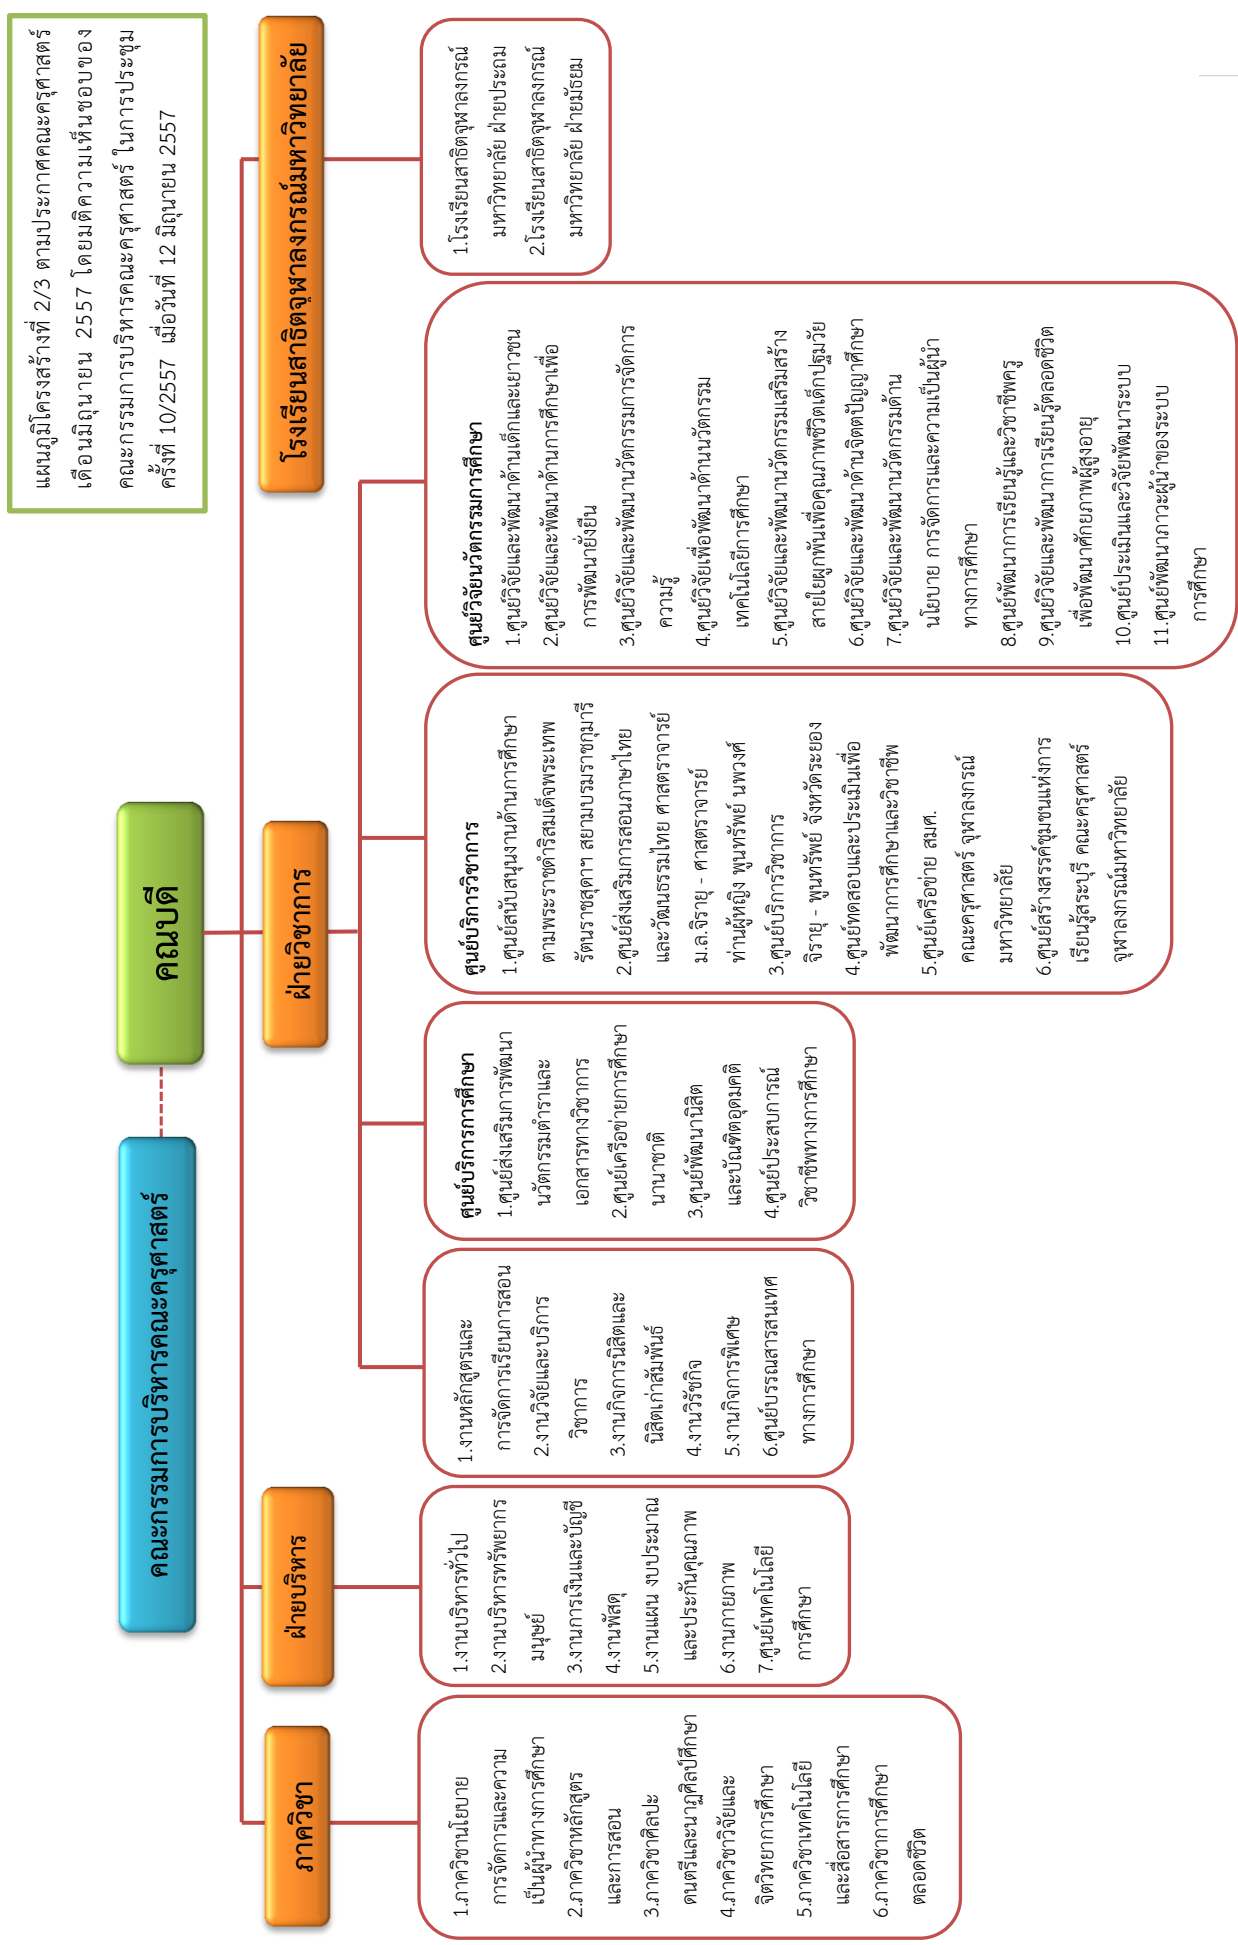 แผนภูมิโครงสร้างที่ 2/3 ตามประกาศคณะครุศาสตร์
เดือนมิถุนายน 2557 โดยมติความเห็นชอบของ
คณะกรรมการบริหารคณะครุศาสตร์ ในการประชุม
ครั้งที่ 10/2557 เมื่อวันที่ 12 มิถุนายน 2557
คณะกรรมการบริหารคณะครุศาสตร์
คณบดี
ภาควิชา
ฝ่ายบริหาร
ฝ่ายวิชาการ
โรงเรียนสาธิตจุฬาลงกรณ์มหาวิทยาลัย
1.ภาควิชานโยบาย
การจัดการและความ
เป็นผู้นำทางการศึกษา
2.ภาควิชาหลักสูตร
และการสอน
3.ภาควิชาศิลปะ
ดนตรีและนาฏศิลป์ศึกษา
4.ภาควิชาวิจัยและ
จิตวิทยาการศึกษา
5.ภาควิชาเทคโนโลยี
และสื่อสารการศึกษา
6.ภาควิชาการศึกษา
ตลอดชีวิต
1.งานบริหารทั่วไป
2.งานบริหารทรัพยากร
มนุษย์
3.งานการเงินและบัญชี
4.งานพัสดุ
5.งานแผน งบประมาณ
และประกันคุณภาพ
6.งานกายภาพ
7.ศูนย์เทคโนโลยี
การศึกษา
1.งานหลักสูตรและ
การจัดการเรียนการสอน
2.งานวิจัยและบริการ
วิชาการ
3.งานกิจการนิสิตและ
นิสิตเก่าสัมพันธ์
4.งานวิรัชกิจ
5.งานกิจการพิเศษ
6.ศูนย์บรรณสารสนเทศ
ทางการศึกษา
ศูนย์บริการการศึกษา
1.ศูนย์ส่งเสริมการพัฒนา
นวัตกรรมตำราและ
เอกสารทางวิชาการ
2.ศูนย์เครือข่ายการศึกษา
นานาชาติ
3.ศูนย์พัฒนานิสิต
และบัณฑิตอุดมคติ
4.ศูนย์ประสบการณ์
วิชาชีพทางการศึกษา
ศูนย์บริการวิชาการ
1.ศูนย์สนับสนุนงานด้านการศึกษา
ตามพระราชดำริสมเด็จพระเทพ
รัตนราชสุดาฯ สยามบรมราชกุมารี
2.ศูนย์ส่งเสริมการสอนภาษาไทย
และวัฒนธรรมไทย ศาสตราจารย์
ม.ล.จิรายุ - ศาสตราจารย์
ท่านผู้หญิง พูนทรัพย์ นพวงศ์
3.ศูนย์บริการวิชาการ
จิรายุ - พูนทรัพย์ จังหวัดระยอง
4.ศูนย์ทดสอบและประเมินเพื่อ
พัฒนาการศึกษาและวิชาชีพ
5.ศูนย์เครือข่าย สมศ.
คณะครุศาสตร์ จุฬาลงกรณ์
มหาวิทยาลัย
6.ศูนย์สร้างสรรค์ชุมชนแห่งการ
เรียนรู้สระบุรี คณะครุศาสตร์
จุฬาลงกรณ์มหาวิทยาลัย
ศูนย์วิจัยนวัตกรรมการศึกษา
1.ศูนย์วิจัยและพัฒนาด้านเด็กและเยาวชน
2.ศูนย์วิจัยและพัฒนาด้านการศึกษาเพื่อ
การพัฒนายั่งยืน
3.ศูนย์วิจัยและพัฒนานวัตกรรมการจัดการ
ความรู้
4.ศูนย์วิจัยเพื่อพัฒนาด้านนวัตกรรม
เทคโนโลยีการศึกษา
5.ศูนย์วิจัยและพัฒนานวัตกรรมเสริมสร้าง
สายใยผูกพันเพื่อคุณภาพชีวิตเด็กปฐมวัย
6.ศูนย์วิจัยและพัฒนาด้านจิตตปัญญาศึกษา
7.ศูนย์วิจัยและพัฒนานวัตกรรมด้าน
นโยบาย การจัดการและความเป็นผู้นำ
ทางการศึกษา
8.ศูนย์พัฒนาการเรียนรู้และวิชาชีพครู
9.ศูนย์วิจัยและพัฒนาการเรียนรู้ตลอดชีวิต
เพื่อพัฒนาศักยภาพผู้สูงอายุ
10.ศูนย์ประเมินและวิจัยพัฒนาระบบ
11.ศูนย์พัฒนาภาวะผู้นำของระบบ
การศึกษา
1.โรงเรียนสาธิตจุฬาลงกรณ์
มหาวิทยาลัย ฝ่ายประถม
2.โรงเรียนสาธิตจุฬาลงกรณ์
มหาวิทยาลัย ฝ่ายมัธยม